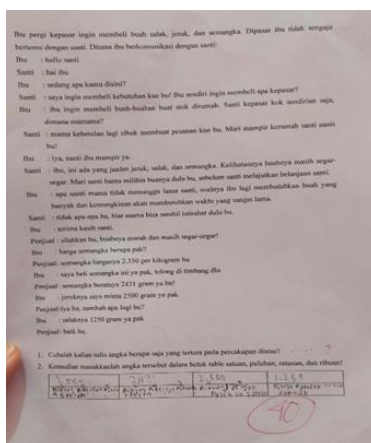 Ibu pergi kepasar ingin membeli buah salak, jeruk, dan semangka. Dipasar ibu tidak sengaja
bertemu dengan santi. Disana ibu berkomunikasi dengan santi:
Ibu : hallo santi
Santi : hai ibu
Ibu : sedang apa kamu disini?
Santi : saya ingin membeli kebutuhan kue bu! Ibu sendiri ingin membeli apa kepasar?
Ibu : ibu ingin membeli buah-buahan buat stok dirumah. Santi kepasar kok sendirian saja,
dimana mamamu?
Santi : mama kebetulan lagi sibuk membuat pesanan kue bu. Mari mampir kerumah santi
bu!
Ibu : iya, nanti ibu mampir ya.
Santi : ibu, ini ada yang jualan jeruk, salak, dan semangka. Kelihatannya buahnya masih segar-
segar. Mari santi bantu milihin buanya dulu bu, sebelum santi melajutkan belanjaan santi.
Ibu : apa nanti mama tidak menunggu lama santi, soalnya ibu lagi membutuhkan buah yang
banyak dan kemungkinan akan membutuhkan waktu yang sangat lama.
Santi : tidak apa-apa bu, biar mama bisa sambil istirahat dulu bu.
Ibu : terima kasih santi.
Penjual : silahkan bu, buahnya murah dan masih segar-segar!
Ibu : harga semangka berapa pak?
Penjual: semangka harganya 2.550 per kilogram bu
Ibu : saya beli semangka ini ya pak, tolong di timbang
Penjual: semangka beratnya 2431 gram ya bu!
Ibu : jeruknya saya minta 2500 gram ya pak
Penjual:iya bu, nambah apa lagi bu?
Ibu : salaknya 1250 gram ya pak
Penjual: baik bu.
1. Cobalah kalian tulis angka berapa saja yang tertera pada percakapan diatas!
2. Kemudian masukkanlah angka tersebut dalam betuk table satuan, puluhan, ratusan, dan ribuan!
2.500 1.250
40